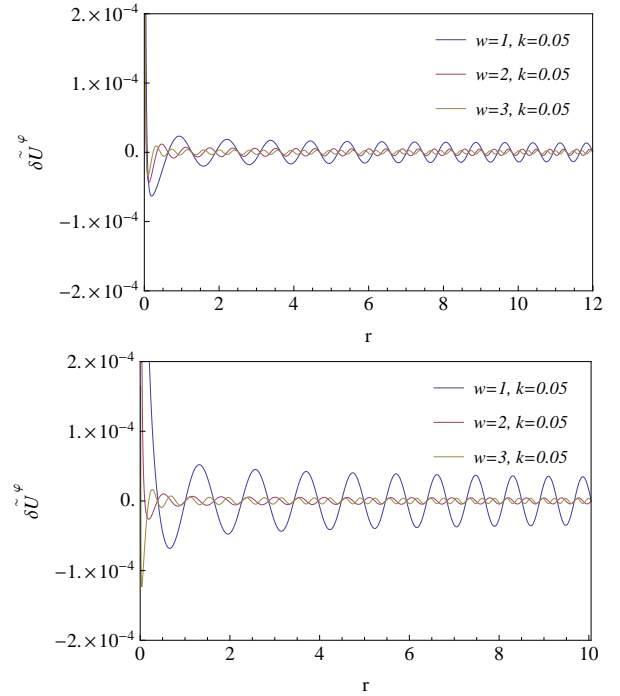 2.×10⁻⁴
1.×10⁻⁴
0.
-1.×10⁻⁴
-2.×10⁻⁴
δŨ^φ
w=1, k=0.05
w=2, k=0.05
w=3, k=0.05
0 2 4 6 8 10 12
r
2.×10⁻⁴
1.×10⁻⁴
0.
-1.×10⁻⁴
-2.×10⁻⁴
δŨ^φ
w=1, k=0.05
w=2, k=0.05
w=3, k=0.05
0 2 4 6 8 10
r